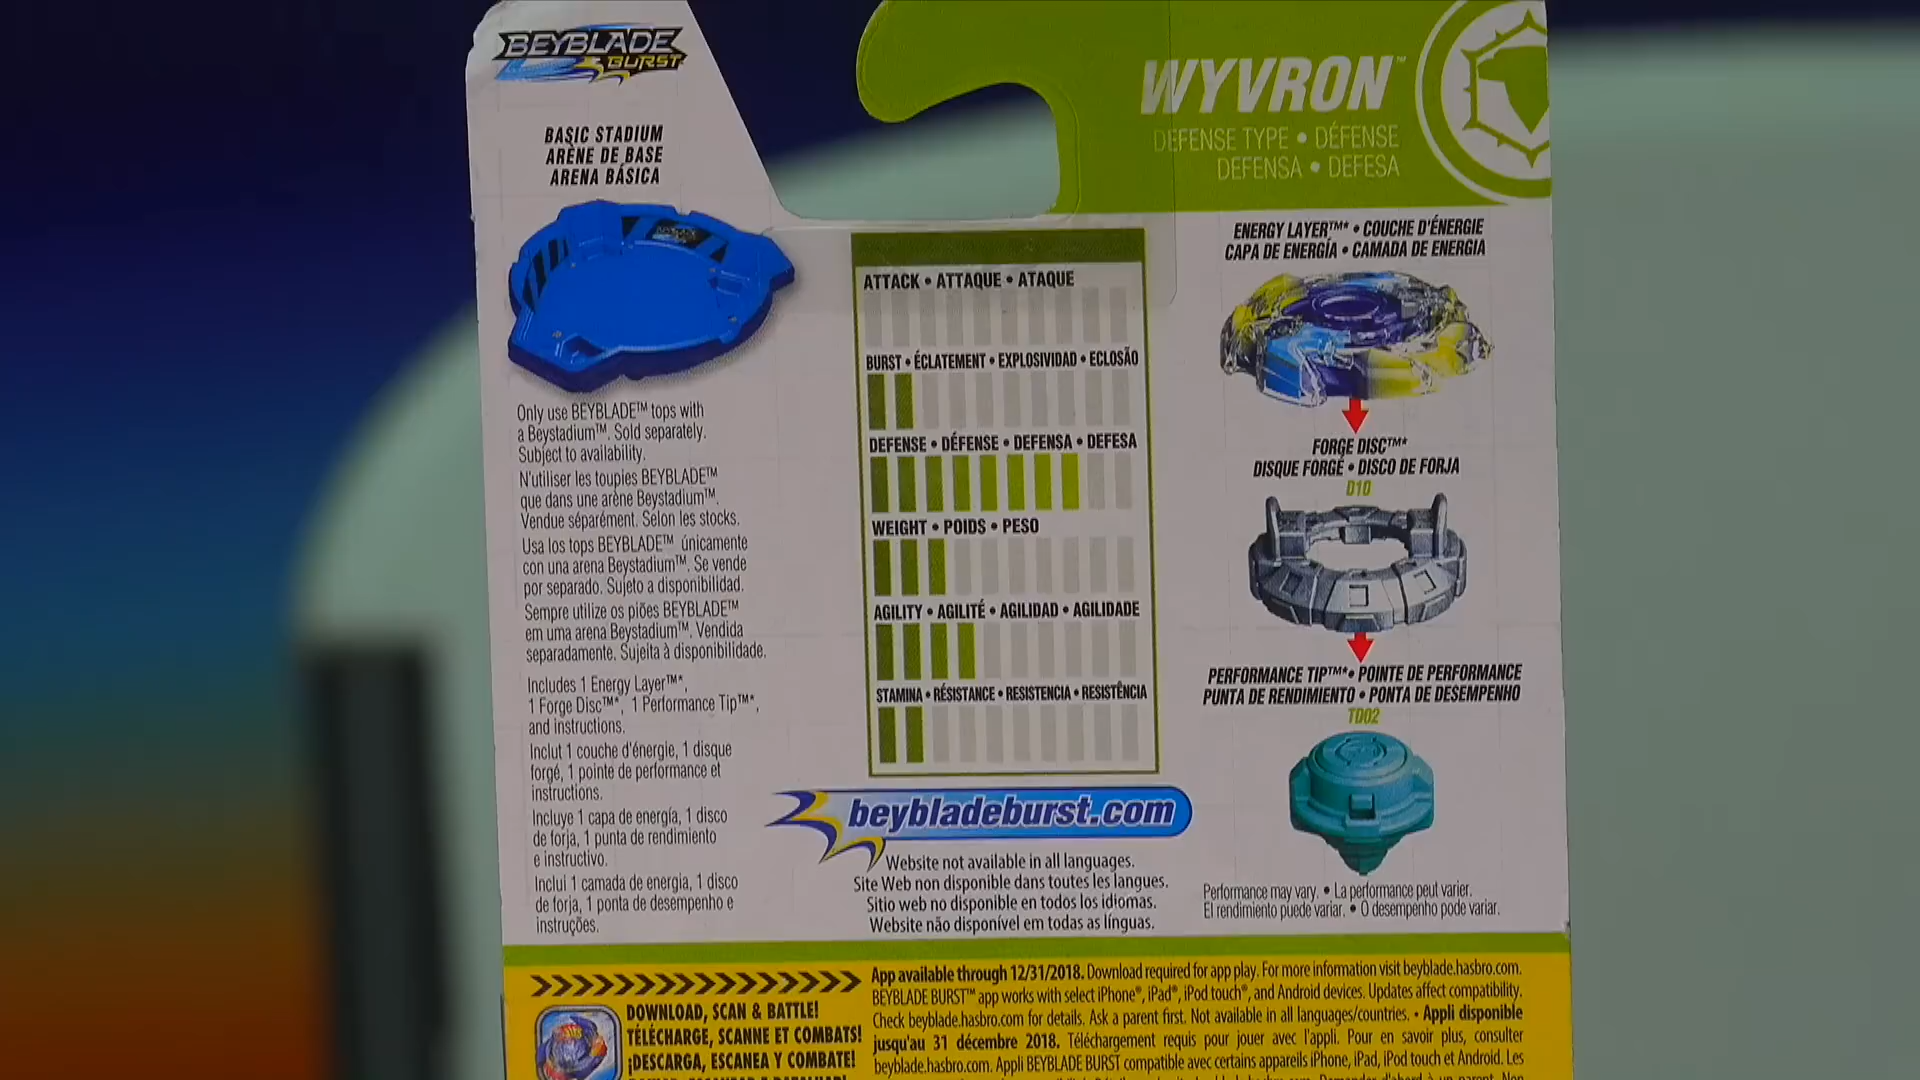 BEYBLADE
BURST
BASIC STADIUM
ARÈNE DE BASE
ARENA BÁSICA
Only use BEYBLADE™ tops with
a Beystadium™. Sold separately.
Subject to availability.
N'utiliser les toupies BEYBLADE™
que dans une arène Beystadium™.
Vendue séparément. Selon les stocks.
Usa los tops BEYBLADE™ únicamente
con una arena Beystadium™. Se vende
por separado. Sujeto a disponibilidad.
Sempre utilize os piões BEYBLADE™
em uma arena Beystadium™. Vendida
separadamente. Sujeita à disponibilidade.
Includes 1 Energy Layer™*,
1 Forge Disc™*, 1 Performance Tip™*,
and instructions.
Inclut 1 couche d'énergie, 1 disque
forgé, 1 pointe de performance et
instructions.
Incluye 1 capa de energía, 1 disco
de forja, 1 punta de rendimiento
e instructivo.
Inclui 1 camada de energia, 1 disco
de forja, 1 ponta de desempenho e
instruções.
ATTACK • ATTAQUE • ATAQUE
BURST • ÉCLATEMENT • EXPLOSIVIDAD • ECLOSÃO
DEFENSE • DÉFENSE • DEFENSA • DEFESA
WEIGHT • POIDS • PESO
AGILITY • AGILITÉ • AGILIDAD • AGILIDADE
STAMINA • RÉSISTANCE • RESISTENCIA • RESISTÊNCIA
beybladeburst.com
Website not available in all languages.
Site Web non disponible dans toutes les langues.
Sitio web no disponible en todos los idiomas.
Website não disponível em todas as línguas.
WYVRON™
DEFENSE TYPE • DÉFENSE
DEFENSA • DEFESA
ENERGY LAYER™* • COUCHE D'ÉNERGIE
CAPA DE ENERGÍA • CAMADA DE ENERGIA
FORGE DISC™*
DISQUE FORGÉ • DISCO DE FORJA
D10
PERFORMANCE TIP™* • POINTE DE PERFORMANCE
PUNTA DE RENDIMIENTO • PONTA DE DESEMPENHO
TD02
Performance may vary. • La performance peut varier.
El rendimiento puede variar. • O desempenho pode variar.
DOWNLOAD, SCAN & BATTLE!
TÉLÉCHARGE, SCANNE ET COMBATS!
¡DESCARGA, ESCANEA Y COMBATE!
App available through 12/31/2018. Download required for app play. For more information visit beyblade.hasbro.com.
BEYBLADE BURST™ app works with select iPhone®, iPad®, iPod touch®, and Android devices. Updates affect compatibility.
Check beyblade.hasbro.com for details. Ask a parent first. Not available in all languages/countries. • Appli disponible
jusqu'au 31 décembre 2018. Téléchargement requis pour jouer avec l'appli. Pour en savoir plus, consulter
beyblade.hasbro.com. Appli BEYBLADE BURST compatible avec certains appareils iPhone, iPad, iPod touch et Android. Les